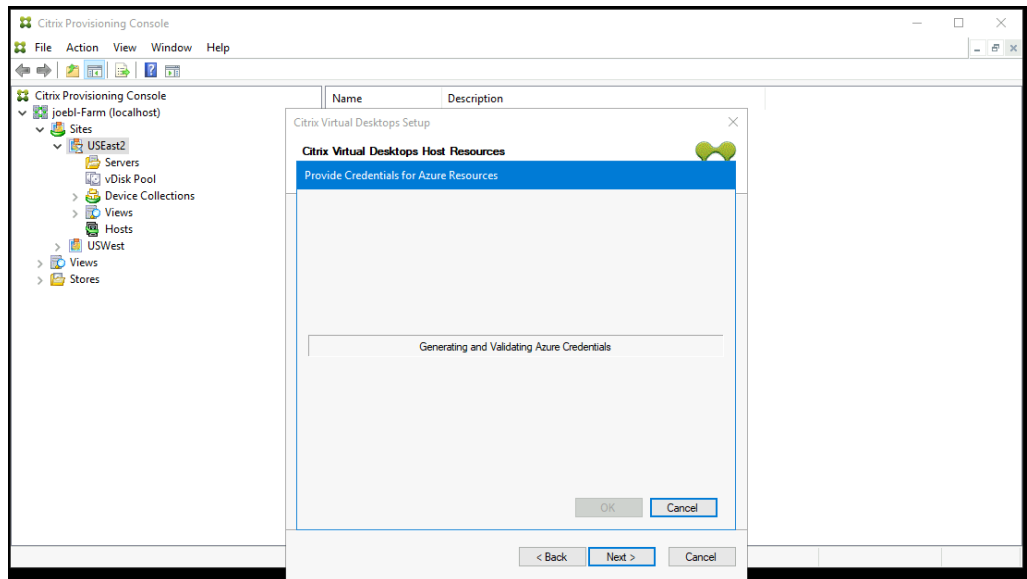 Citrix Provisioning Console
File Action View Window Help
Citrix Provisioning Console
joebl-Farm (localhost)
Sites
USEast2
Servers
vDisk Pool
Device Collections
Views
Hosts
USWest
Views
Stores
Name Description
Citrix Virtual Desktops Setup
Citrix Virtual Desktops Host Resources
Provide Credentials for Azure Resources
Generating and Validating Azure Credentials
OK Cancel
< Back Next > Cancel